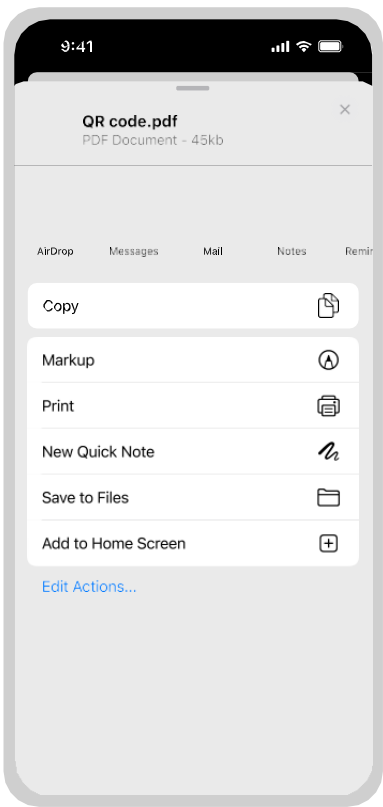 9:41
QR code.pdf
PDF Document - 45kb
AirDrop Messages Mail Notes
Copy
Markup
Print
New Quick Note
Save to Files
Add to Home Screen
Edit Actions...